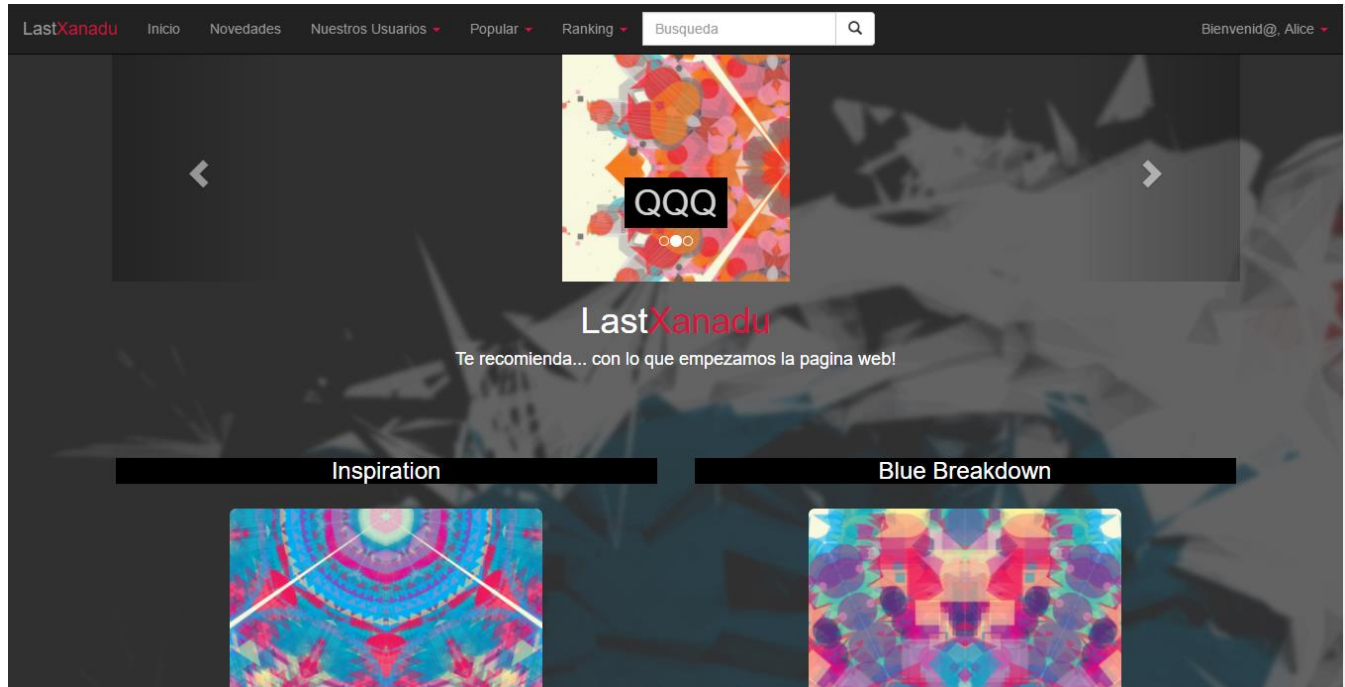 LastXanadu Inicio Novedades Nuestros Usuarios Popular Ranking Busqueda Bienvenid@, Alice
QQQ
LastXanadu
Te recomienda... con lo que empezamos la pagina web!
Inspiration Blue Breakdown